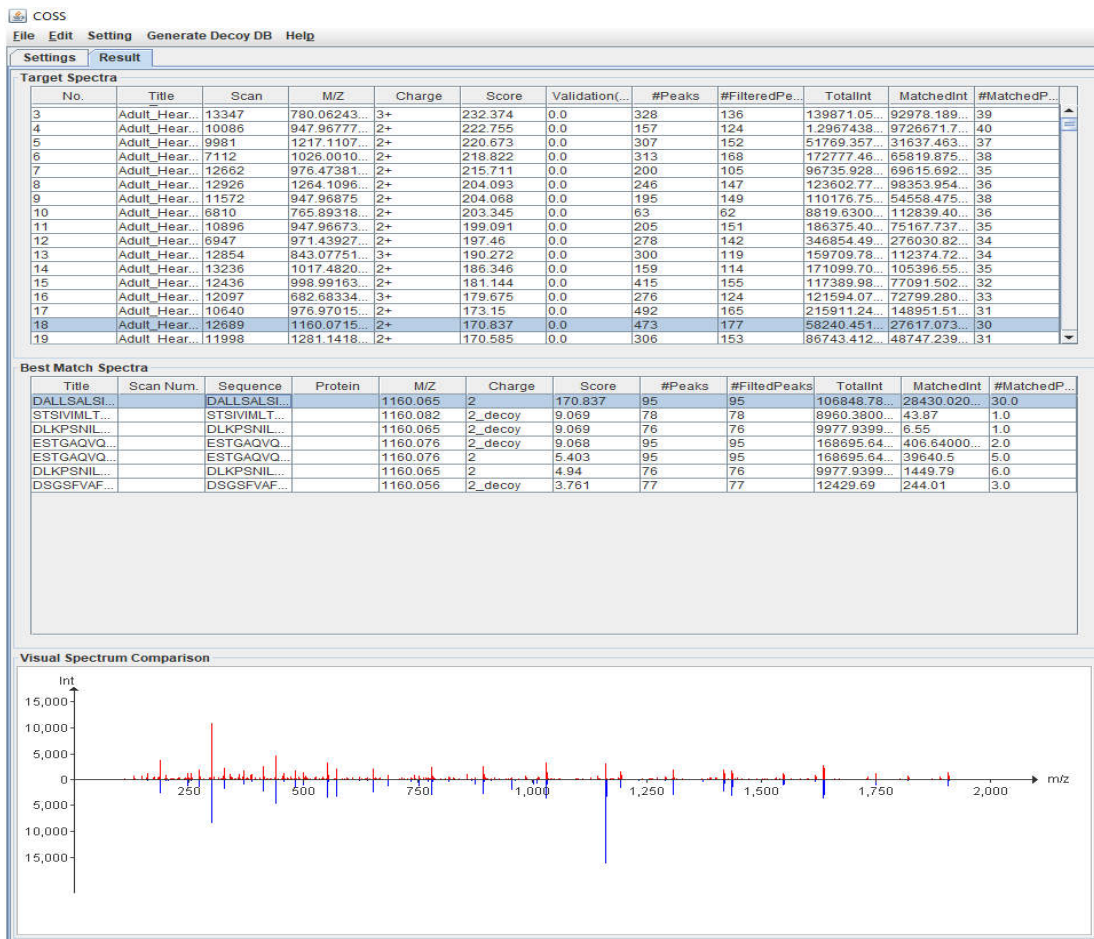 COSS
File Edit Setting Generate Decoy DB Help
Settings Result
Target Spectra
No. Title Scan M/Z Charge Score Validation(... #Peaks #FilteredPe... TotalInt MatchedInt #MatchedP...
3 Adult_Hear... 13347 780.06243... 3+ 232.374 0.0 328 136 139871.05... 92978.189... 39
4 Adult_Hear... 10086 947.96777... 2+ 222.755 0.0 157 124 1.2967438... 9726671.7... 40
5 Adult_Hear... 9981 1217.1107... 2+ 220.673 0.0 307 152 51769.357... 31637.463... 37
6 Adult_Hear... 7112 1026.0010... 2+ 218.822 0.0 313 168 172777.46... 65819.875... 38
7 Adult_Hear... 12662 976.47381... 2+ 215.711 0.0 200 105 96735.928... 69615.692... 35
8 Adult_Hear... 12926 1264.1096... 2+ 204.093 0.0 246 147 123602.77... 98353.954... 36
9 Adult_Hear... 11572 947.96875 2+ 204.068 0.0 195 149 110176.75... 54558.475... 38
10 Adult_Hear... 6810 765.89318... 2+ 203.345 0.0 63 62 8819.6300... 112839.40... 36
11 Adult_Hear... 10896 947.96673... 2+ 199.091 0.0 205 151 186375.40... 75167.737... 35
12 Adult_Hear... 6947 971.43927... 2+ 197.46 0.0 278 142 346854.49... 276030.82... 34
13 Adult_Hear... 12854 843.07751... 3+ 190.272 0.0 300 119 159709.78... 112374.72... 34
14 Adult_Hear... 13236 1017.4820... 2+ 186.346 0.0 159 114 171099.70... 105396.55... 35
15 Adult_Hear... 12436 998.99163... 2+ 181.144 0.0 415 155 117389.98... 77091.502... 32
16 Adult_Hear... 12097 682.68334... 3+ 179.675 0.0 276 124 121594.07... 72799.280... 33
17 Adult_Hear... 10640 976.97015... 2+ 173.15 0.0 492 165 215911.24... 148951.51... 31
18 Adult_Hear... 12689 1160.0715... 2+ 170.837 0.0 473 177 58240.451... 27617.073... 30
19 Adult_Hear... 11998 1281.1418... 2+ 170.585 0.0 306 153 86743.412... 48747.239... 31
Best Match Spectra
Title Scan Num. Sequence Protein M/Z Charge Score #Peaks #FiltedPeaks TotalInt MatchedInt #MatchedP...
DALLSALSI... DALLSALSI... 1160.065 2 170.837 95 95 106848.78... 28430.020... 30.0
STSIVIMLT... STSIVIMLT... 1160.082 2_decoy 9.069 78 78 8960.3800... 43.87 1.0
DLKPSNIL... DLKPSNIL... 1160.065 2_decoy 9.069 76 76 9977.9399... 6.55 1.0
ESTGAQVQ... ESTGAQVQ... 1160.076 2_decoy 9.068 95 95 168695.64... 406.64000... 2.0
ESTGAQVQ... ESTGAQVQ... 1160.076 2 5.403 95 95 168695.64... 39640.5 5.0
DLKPSNIL... DLKPSNIL... 1160.065 2 4.94 76 76 9977.9399... 1449.79 6.0
DSGSFVAF... DSGSFVAF... 1160.056 2_decoy 3.761 77 77 12429.69 244.01 3.0
Visual Spectrum Comparison
Int
15,000
10,000
5,000
0 m/z
250 500 750 1,000 1,250 1,500 1,750 2,000
5,000
10,000
15,000